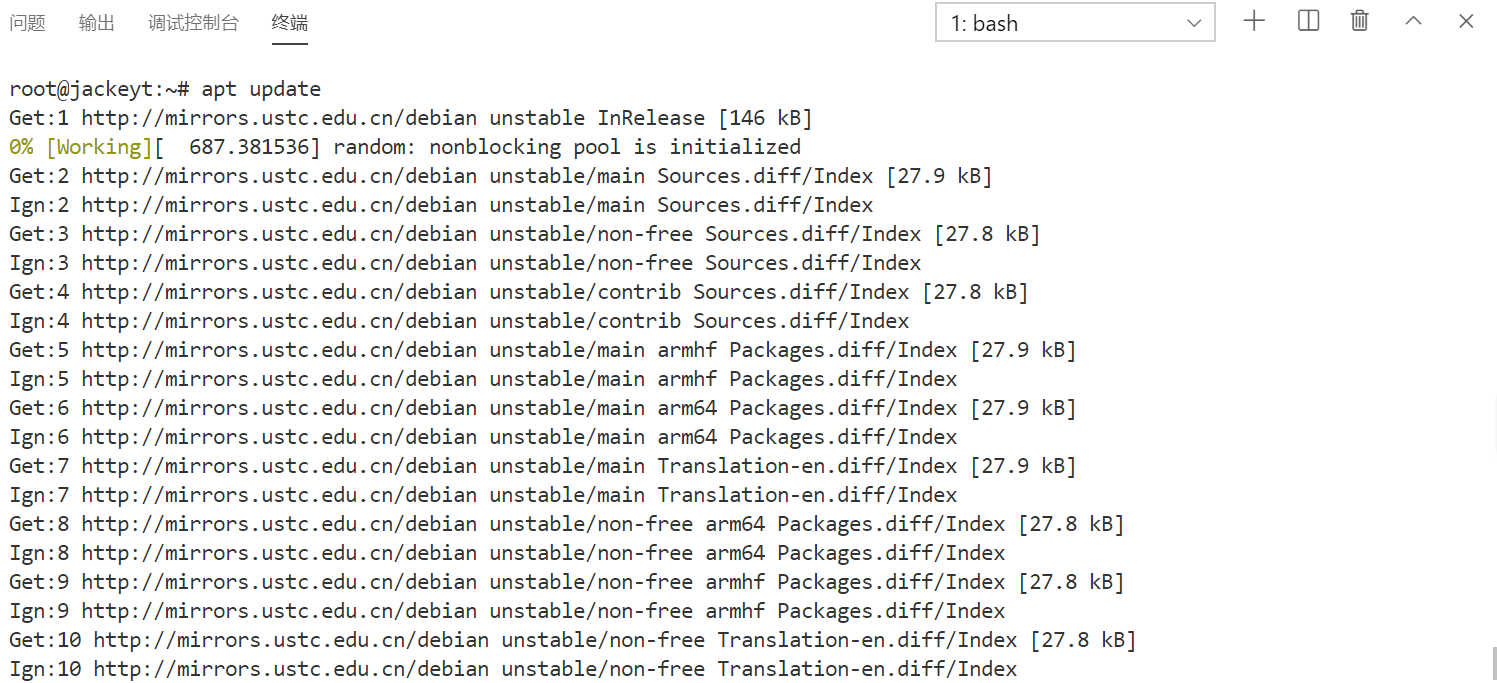 问题 输出 调试控制台 终端 1: bash
root@jackeyt:~# apt update
Get:1 http://mirrors.ustc.edu.cn/debian unstable InRelease [146 kB]
0% [Working][  687.381536] random: nonblocking pool is initialized
Get:2 http://mirrors.ustc.edu.cn/debian unstable/main Sources.diff/Index [27.9 kB]
Ign:2 http://mirrors.ustc.edu.cn/debian unstable/main Sources.diff/Index
Get:3 http://mirrors.ustc.edu.cn/debian unstable/non-free Sources.diff/Index [27.8 kB]
Ign:3 http://mirrors.ustc.edu.cn/debian unstable/non-free Sources.diff/Index
Get:4 http://mirrors.ustc.edu.cn/debian unstable/contrib Sources.diff/Index [27.8 kB]
Ign:4 http://mirrors.ustc.edu.cn/debian unstable/contrib Sources.diff/Index
Get:5 http://mirrors.ustc.edu.cn/debian unstable/main armhf Packages.diff/Index [27.9 kB]
Ign:5 http://mirrors.ustc.edu.cn/debian unstable/main armhf Packages.diff/Index
Get:6 http://mirrors.ustc.edu.cn/debian unstable/main arm64 Packages.diff/Index [27.9 kB]
Ign:6 http://mirrors.ustc.edu.cn/debian unstable/main arm64 Packages.diff/Index
Get:7 http://mirrors.ustc.edu.cn/debian unstable/main Translation-en.diff/Index [27.9 kB]
Ign:7 http://mirrors.ustc.edu.cn/debian unstable/main Translation-en.diff/Index
Get:8 http://mirrors.ustc.edu.cn/debian unstable/non-free arm64 Packages.diff/Index [27.8 kB]
Ign:8 http://mirrors.ustc.edu.cn/debian unstable/non-free arm64 Packages.diff/Index
Get:9 http://mirrors.ustc.edu.cn/debian unstable/non-free armhf Packages.diff/Index [27.8 kB]
Ign:9 http://mirrors.ustc.edu.cn/debian unstable/non-free armhf Packages.diff/Index
Get:10 http://mirrors.ustc.edu.cn/debian unstable/non-free Translation-en.diff/Index [27.8 kB]
Ign:10 http://mirrors.ustc.edu.cn/debian unstable/non-free Translation-en.diff/Index